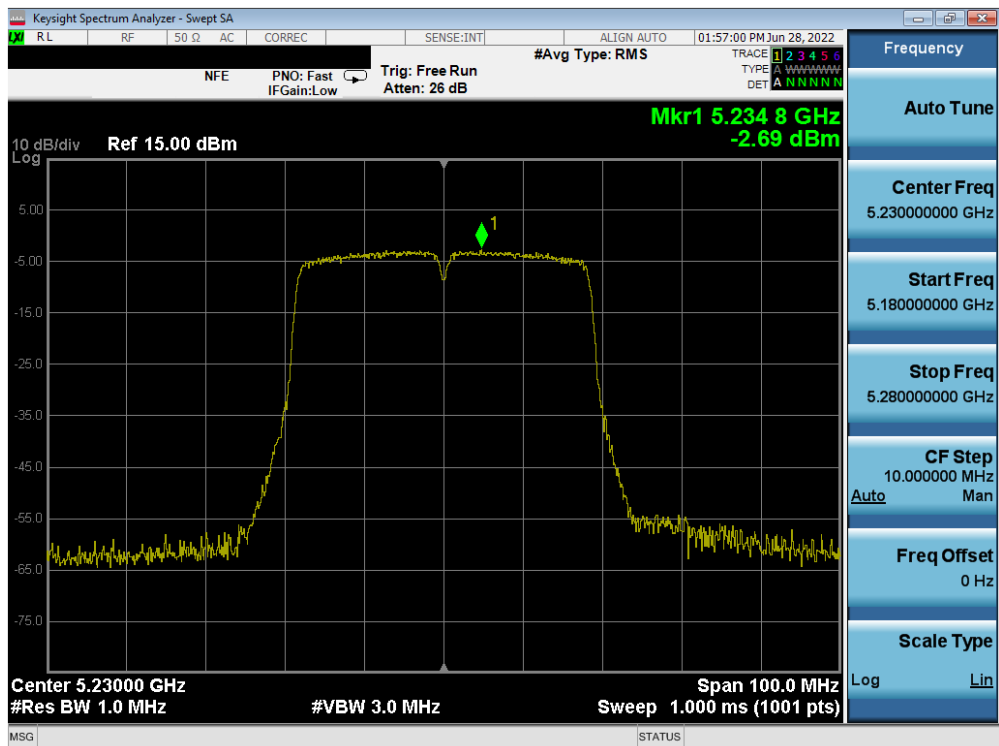 Keysight Spectrum Analyzer - Swept SA
LXI RL RF 50 Ω AC CORREC SENSE:INT ALIGN AUTO 01:57:00 PM Jun 28, 2022
#Avg Type: RMS TRACE 1 2 3 4 5 6
NFE PNO: Fast Trig: Free Run TYPE A W W W W W
IFGain:Low Atten: 26 dB DET A N N N N N
Mkr1 5.234 8 GHz
-2.69 dBm
10 dB/div Ref 15.00 dBm
Log
5.00
1
-5.00
-15.0
-25.0
-35.0
-45.0
-55.0
-65.0
-75.0
Center 5.23000 GHz Span 100.0 MHz
#Res BW 1.0 MHz #VBW 3.0 MHz Sweep 1.000 ms (1001 pts)
MSG STATUS
Frequency
Auto Tune
Center Freq
5.230000000 GHz
Start Freq
5.180000000 GHz
Stop Freq
5.280000000 GHz
CF Step
10.000000 MHz
Auto Man
Freq Offset
0 Hz
Scale Type
Log Lin